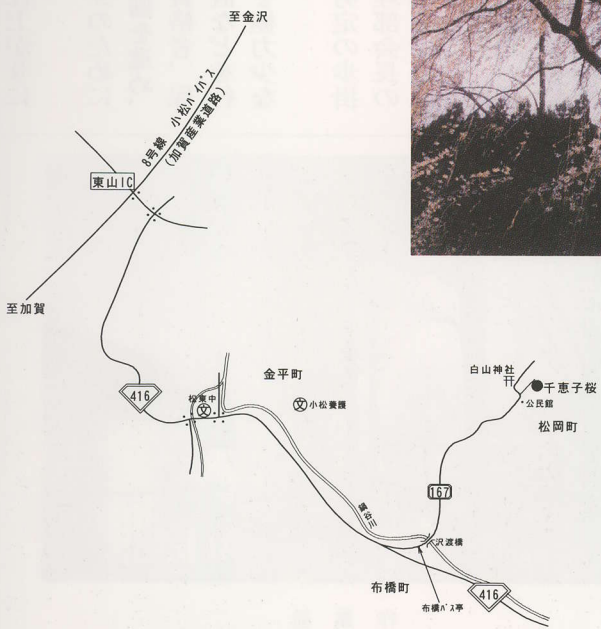 至金沢
8号線 小松バイパス
(加賀産業道路)
東山IC
至加賀
416
松東中
文
金平町
文 小松養護
白山神社
千恵子桜
公民館
松岡町
167
鍋谷川
沢渡橋
布橋町
布橋バス亭
416